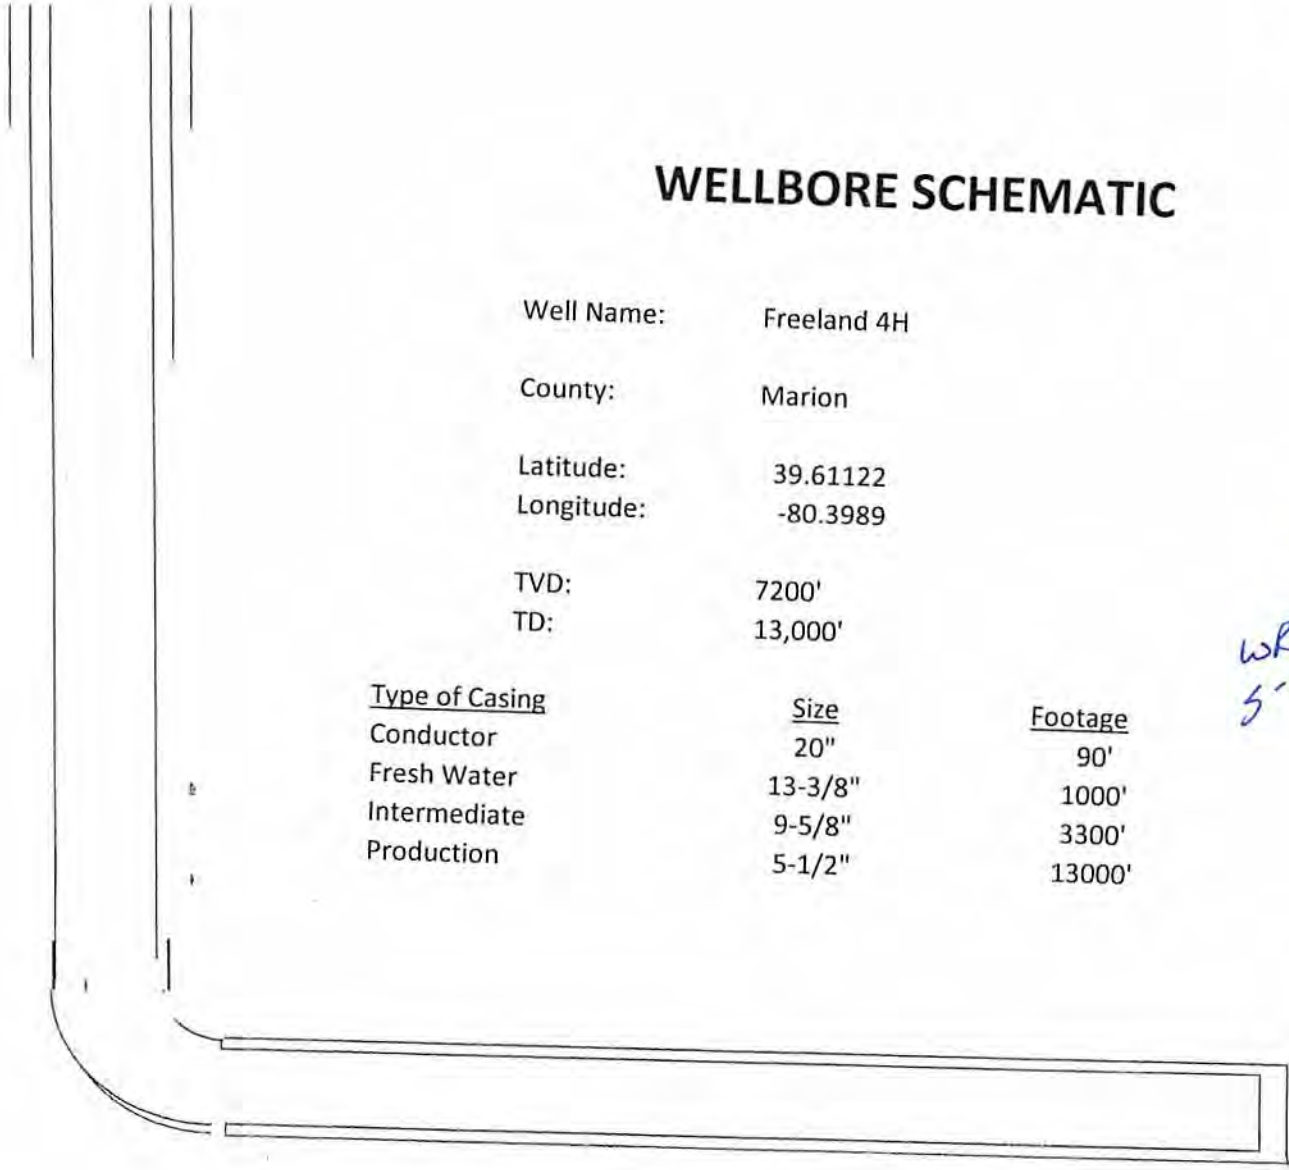 WELLBORE SCHEMATIC
Well Name: Freeland 4H
County: Marion
Latitude: 39.61122
Longitude: -80.3989
TVD: 7200'
TD: 13,000'
Type of Casing Size Footage
Conductor 20" 90'
Fresh Water 13-3/8" 1000'
Intermediate 9-5/8" 3300'
Production 5-1/2" 13000'